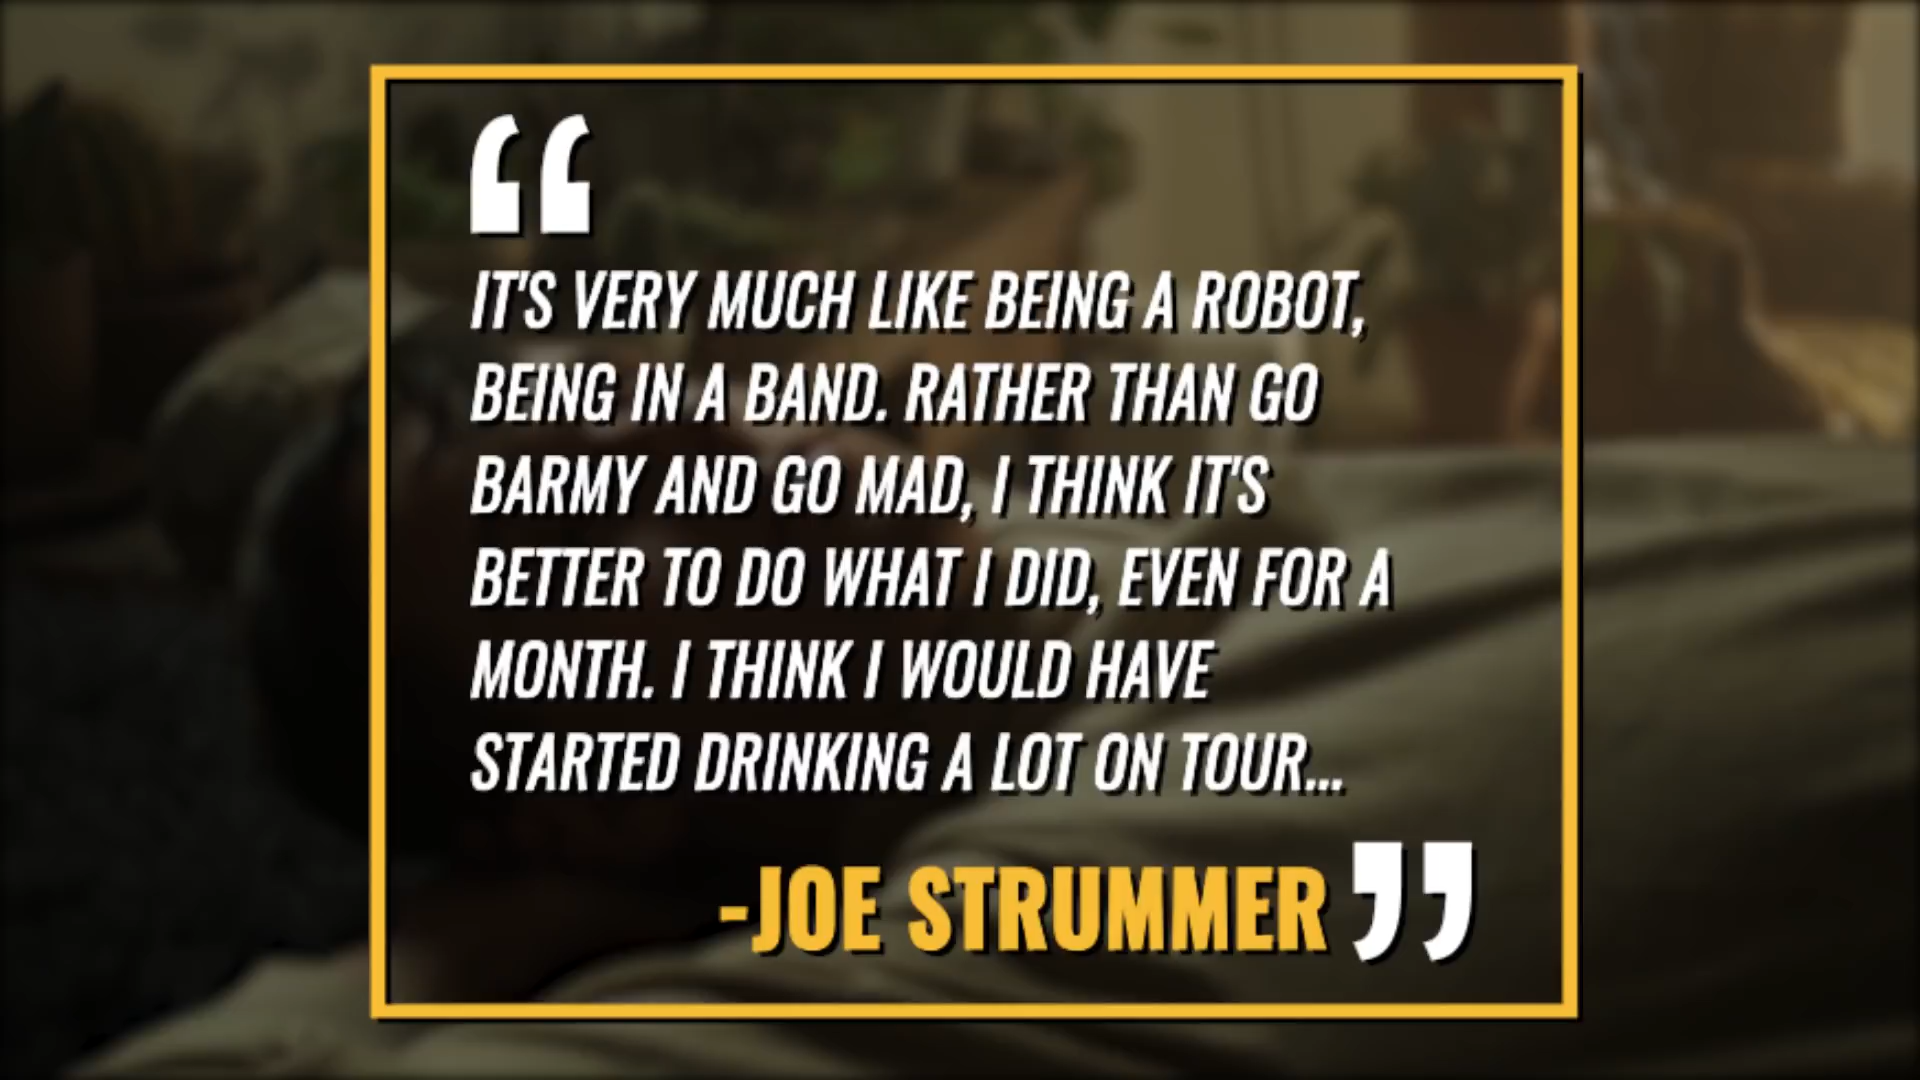 “
IT'S VERY MUCH LIKE BEING A ROBOT,
BEING IN A BAND. RATHER THAN GO
BARMY AND GO MAD, I THINK IT'S
BETTER TO DO WHAT I DID, EVEN FOR A
MONTH. I THINK I WOULD HAVE
STARTED DRINKING A LOT ON TOUR...
-JOE STRUMMER ”